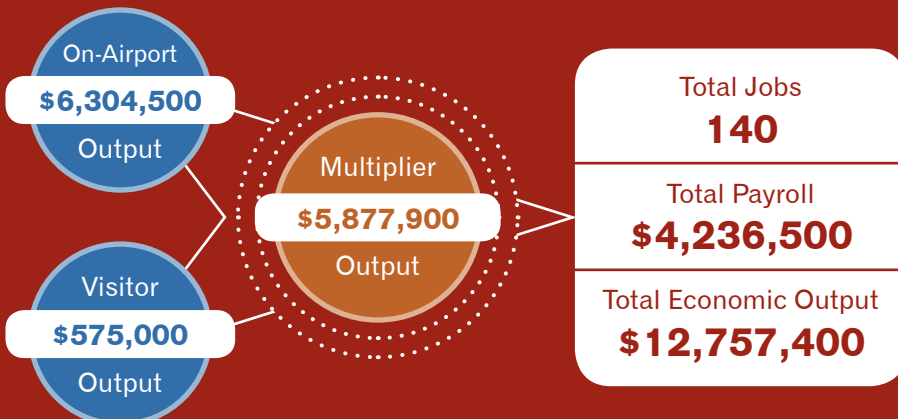 On-Airport
$6,304,500
Output
Visitor
$575,000
Output
Multiplier
$5,877,900
Output
Total Jobs
140
Total Payroll
$4,236,500
Total Economic Output
$12,757,400